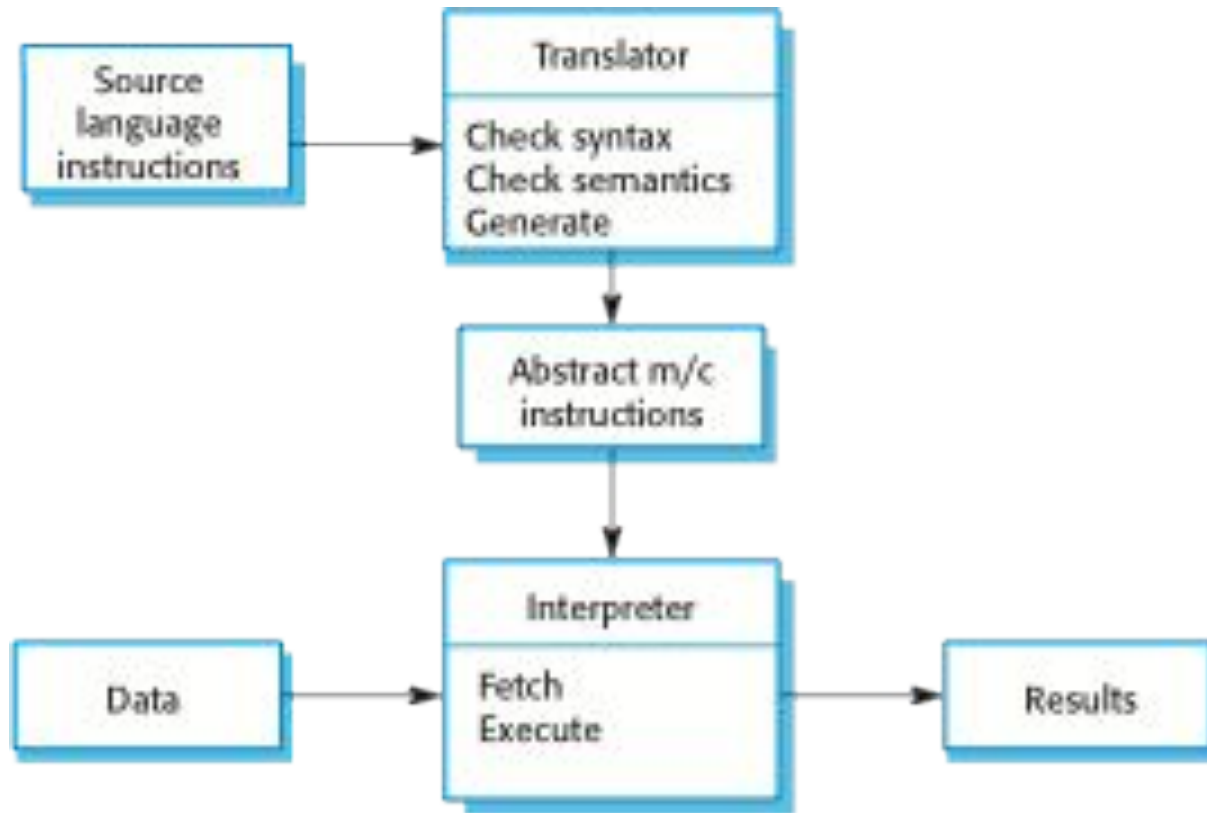 Source
language
instructions
Translator
Check syntax
Check semantics
Generate
Abstract m/c
instructions
Interpreter
Fetch
Execute
Data
Results